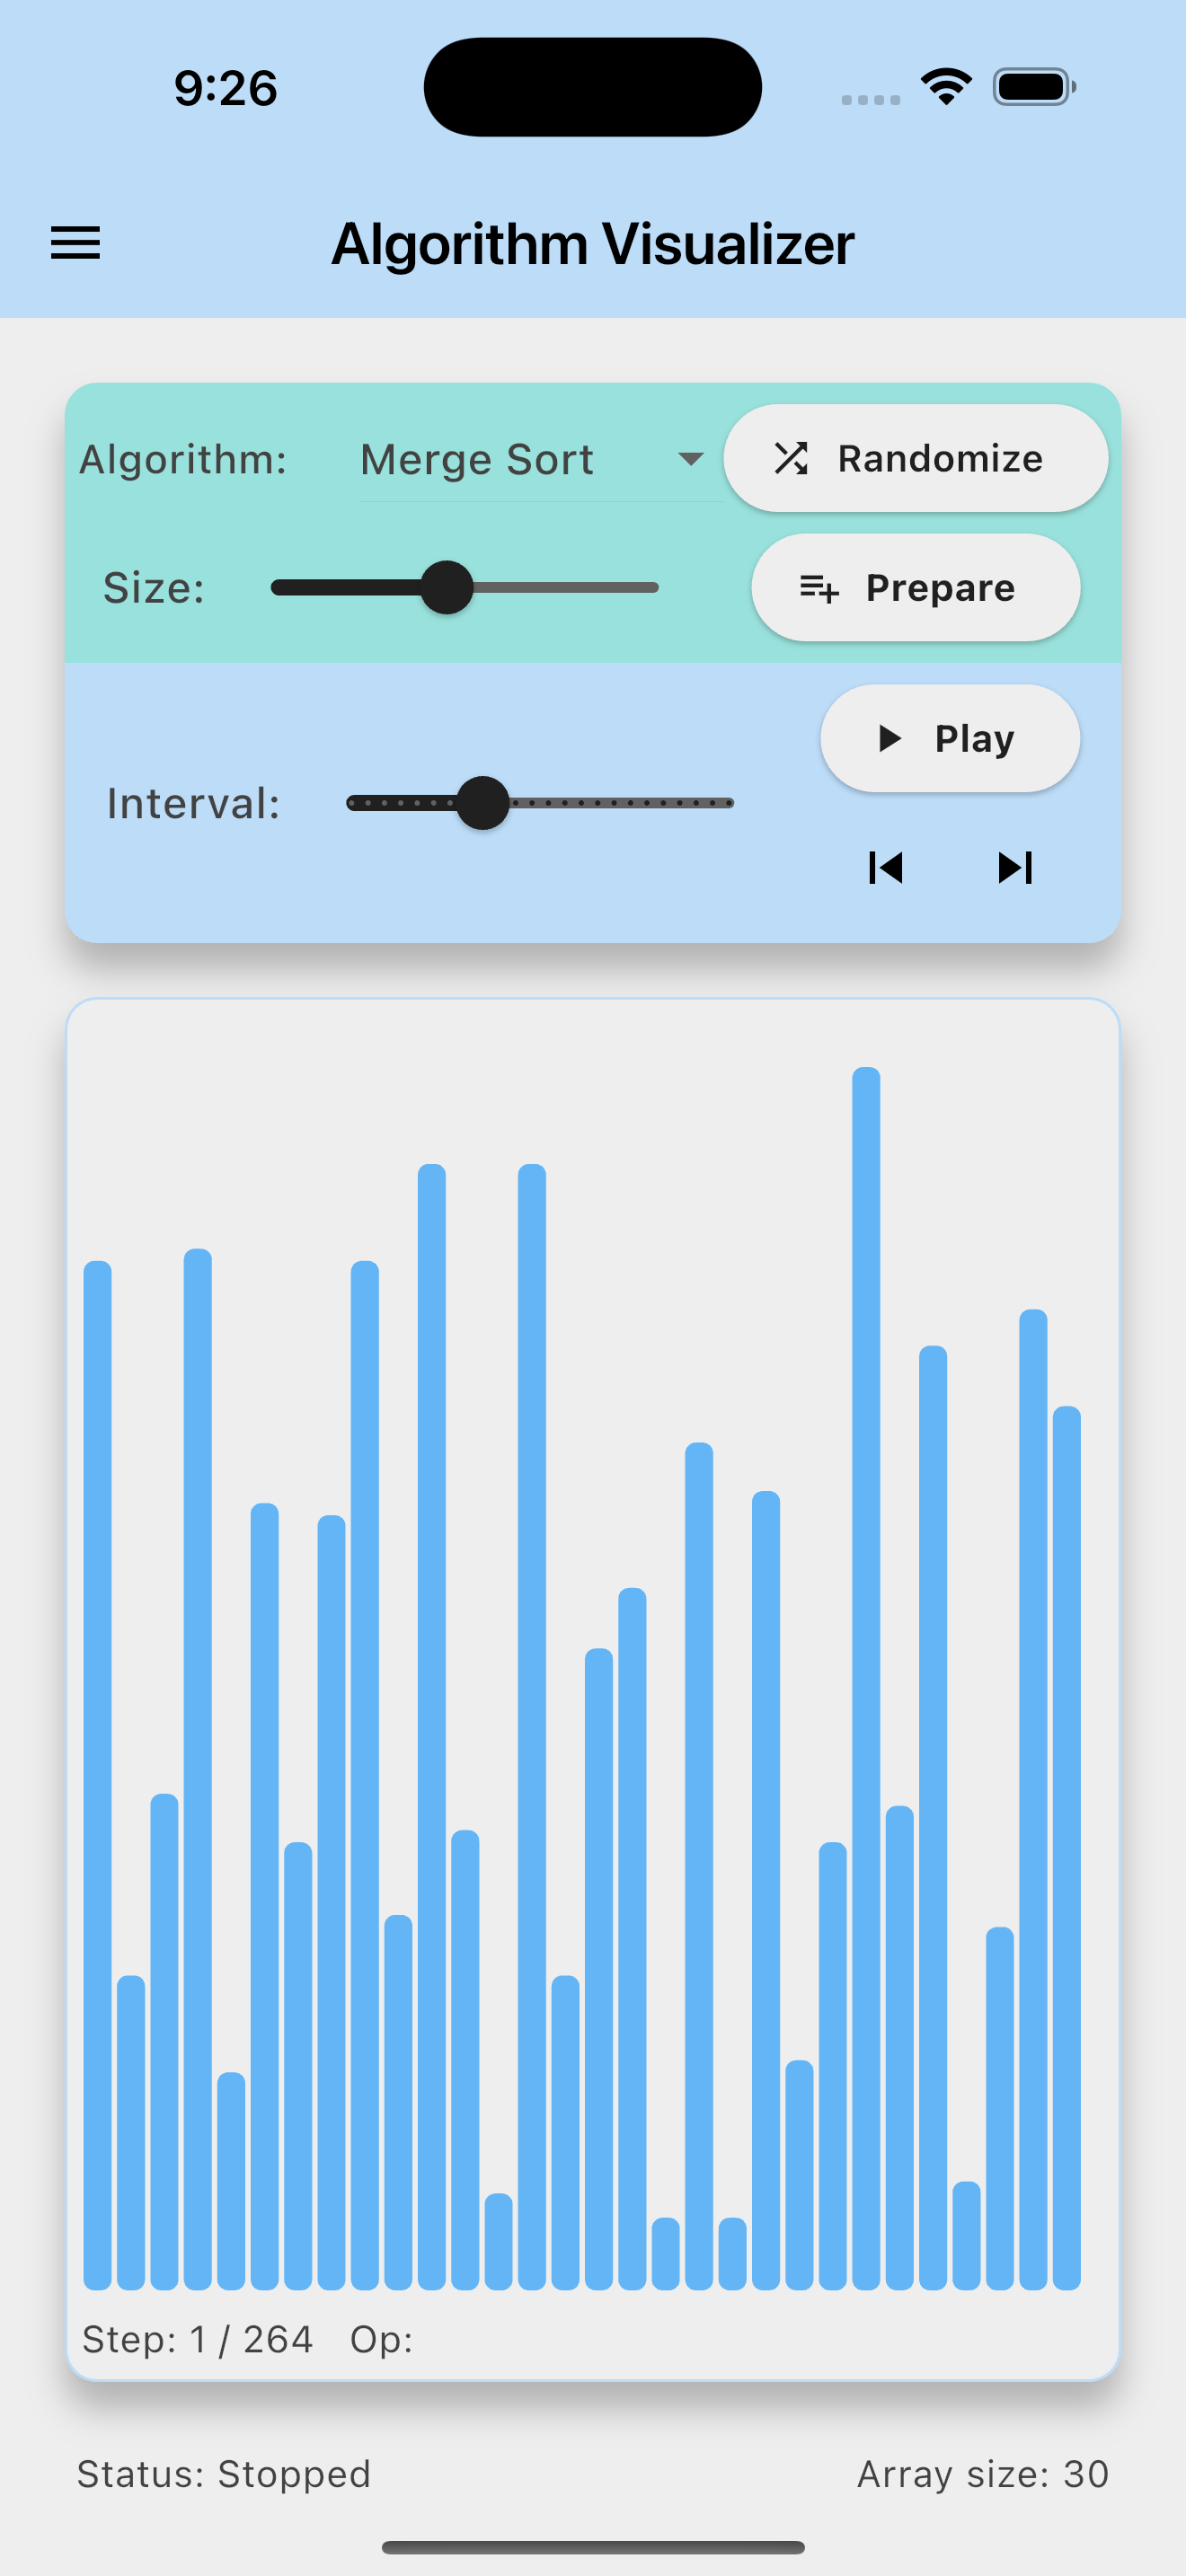 9:26
Algorithm Visualizer
Algorithm: Merge Sort Randomize
Size: Prepare
Play
Interval:
Step: 1 / 264 Op:
Status: Stopped Array size: 30